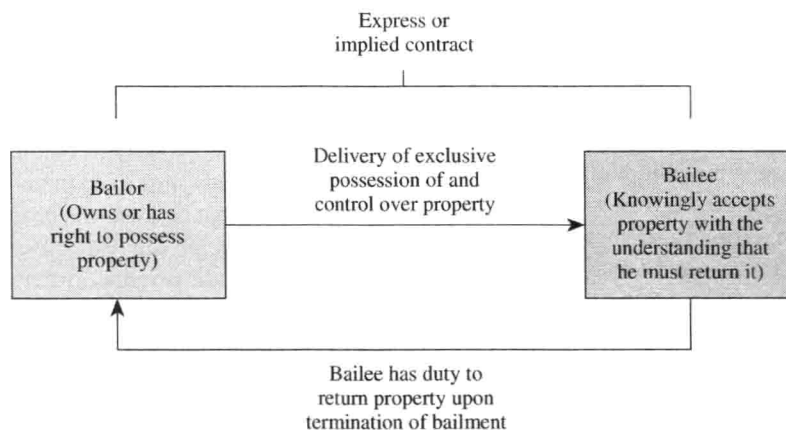 Express or
implied contract
Bailor
(Owns or has
right to possess
property)
Delivery of exclusive
possession of and
control over property
Bailee
(Knowingly accepts
property with the
understanding that
he must return it)
Bailee has duty to
return property upon
termination of bailment